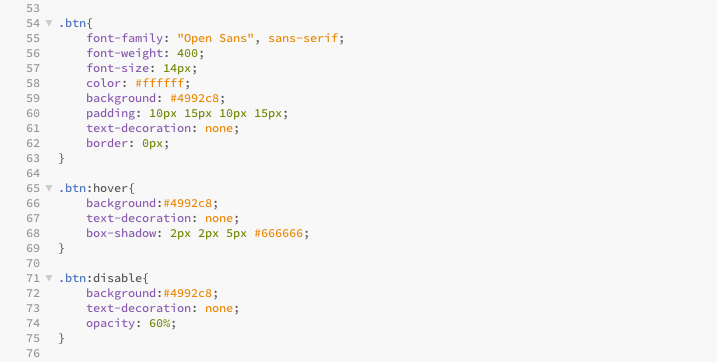 53
54 ▼ .btn{
55 font-family: "Open Sans", sans-serif;
56 font-weight: 400;
57 font-size: 14px;
58 color: #ffffff;
59 background: #4992c8;
60 padding: 10px 15px 10px 15px;
61 text-decoration: none;
62 border: 0px;
63 }
64
65 ▼ .btn:hover{
66 background:#4992c8;
67 text-decoration: none;
68 box-shadow: 2px 2px 5px #666666;
69 }
70
71 ▼ .btn:disable{
72 background:#4992c8;
73 text-decoration: none;
74 opacity: 60%;
75 }
76